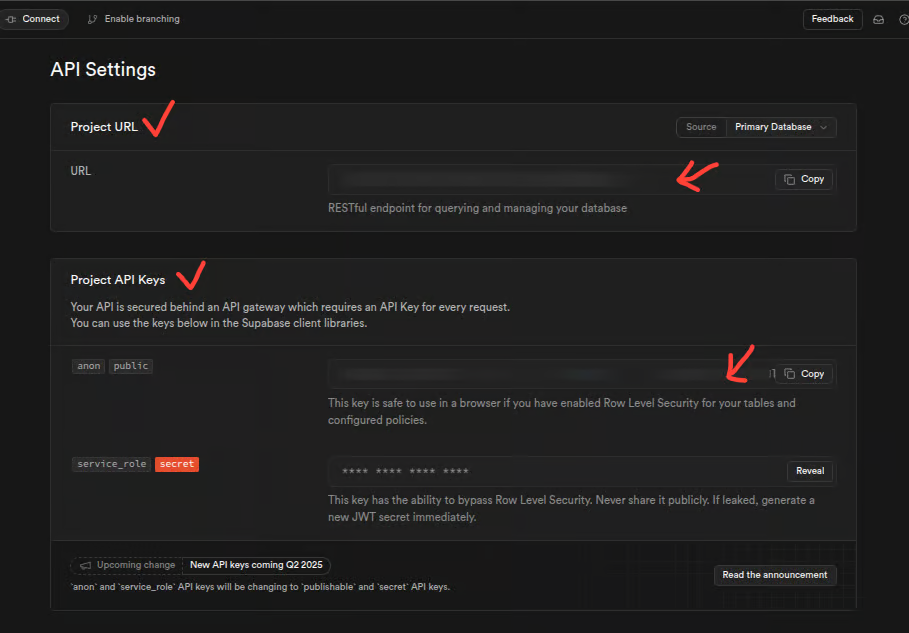 Connect
Enable branching
Feedback
API Settings
Project URL
Source
Primary Database
URL
Copy
RESTful endpoint for querying and managing your database
Project API Keys
Your API is secured behind an API gateway which requires an API Key for every request.
You can use the keys below in the Supabase client libraries.
anon public
Copy
This key is safe to use in a browser if you have enabled Row Level Security for your tables and
configured policies.
service_role secret
**** **** **** ****
Reveal
This key has the ability to bypass Row Level Security. Never share it publicly. If leaked, generate a
new JWT secret immediately.
Upcoming change
New API keys coming Q2 2025
`anon` and `service_role` API keys will be changing to `publishable` and `secret` API keys.
Read the announcement